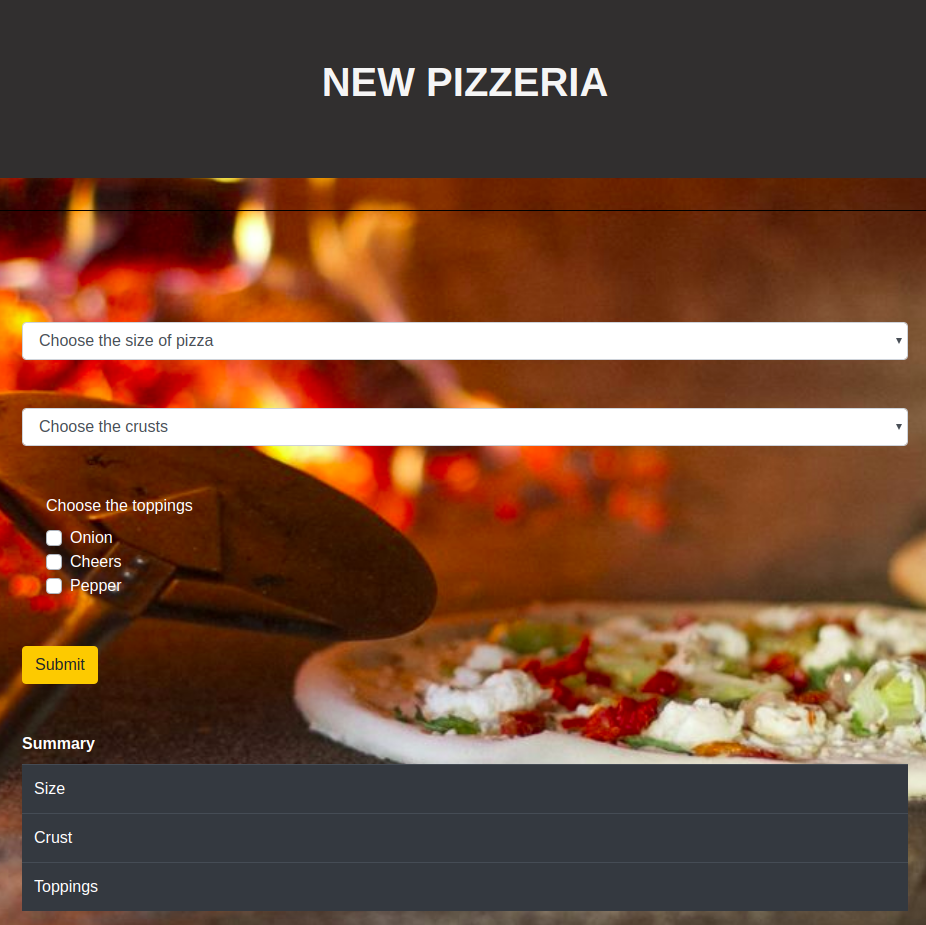 NEW PIZZERIA
Choose the size of pizza
Choose the crusts
Choose the toppings
Onion
Cheers
Pepper
Submit
Summary
Size
Crust
Toppings